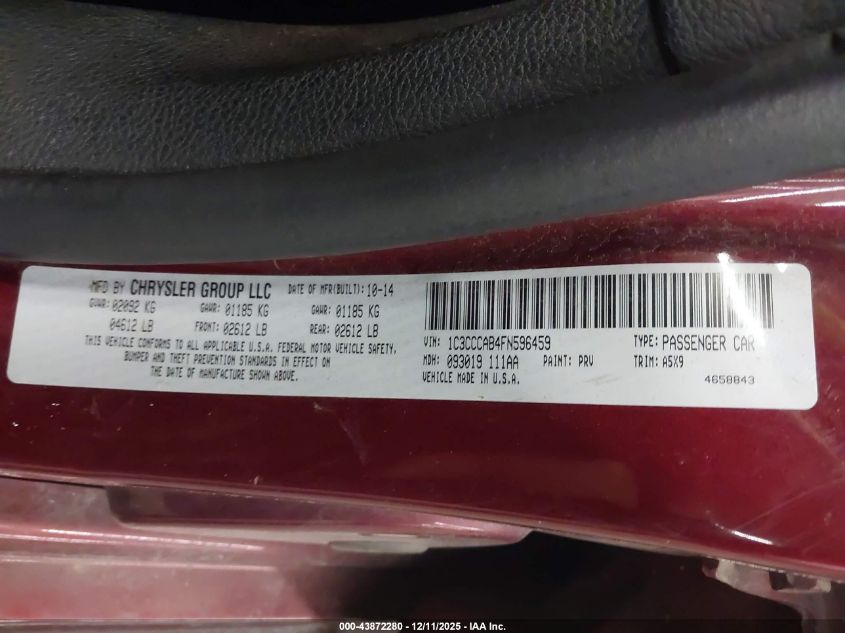 MFD BY CHRYSLER GROUP LLC DATE OF MFR(BUILT): 10-14
GVWR: 02092 KG GAWR: 01185 KG GAWR: 01185 KG
04612 LB FRONT: 02612 LB REAR: 02612 LB
THIS VEHICLE CONFORMS TO ALL APPLICABLE U.S.A. FEDERAL MOTOR VEHICLE SAFETY,
BUMPER AND THEFT PREVENTION STANDARDS IN EFFECT ON
THE DATE OF MANUFACTURE SHOWN ABOVE.
VIN: 1C3CCCAB4FN596459 TYPE: PASSENGER CAR
MDH: 093019 111AA PAINT: PRV TRIM: A5X9
VEHICLE MADE IN U.S.A. 4658843
000-43872280 - 12/11/2025 - IAA Inc.